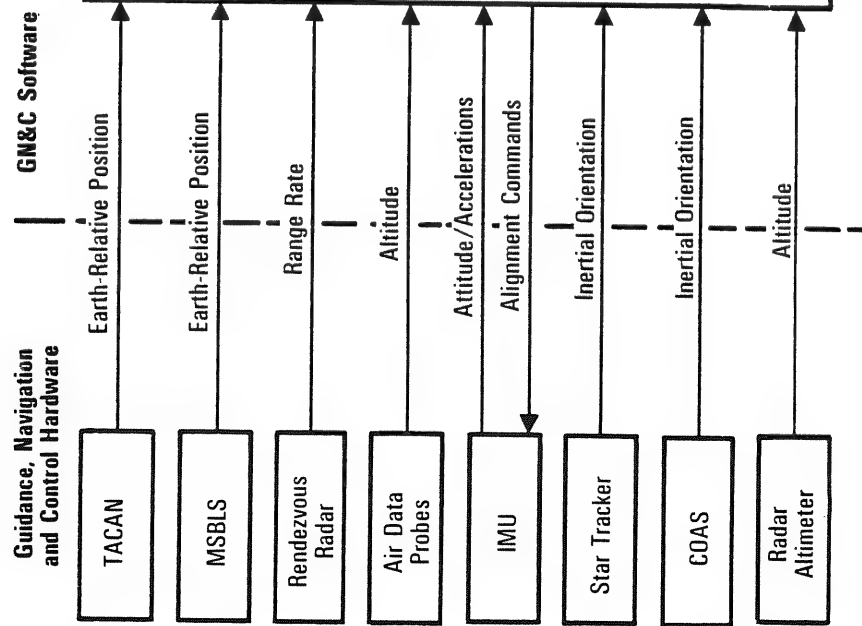 Guidance, Navigation
and Control Hardware
GN&C Software
TACAN
Earth-Relative Position
MSBLS
Earth-Relative Position
Rendezvous
Radar
Range Rate
Air Data
Probes
Altitude
IMU
Attitude/Accelerations
Alignment Commands
Star Tracker
Inertial Orientation
COAS
Inertial Orientation
Radar
Altimeter
Altitude